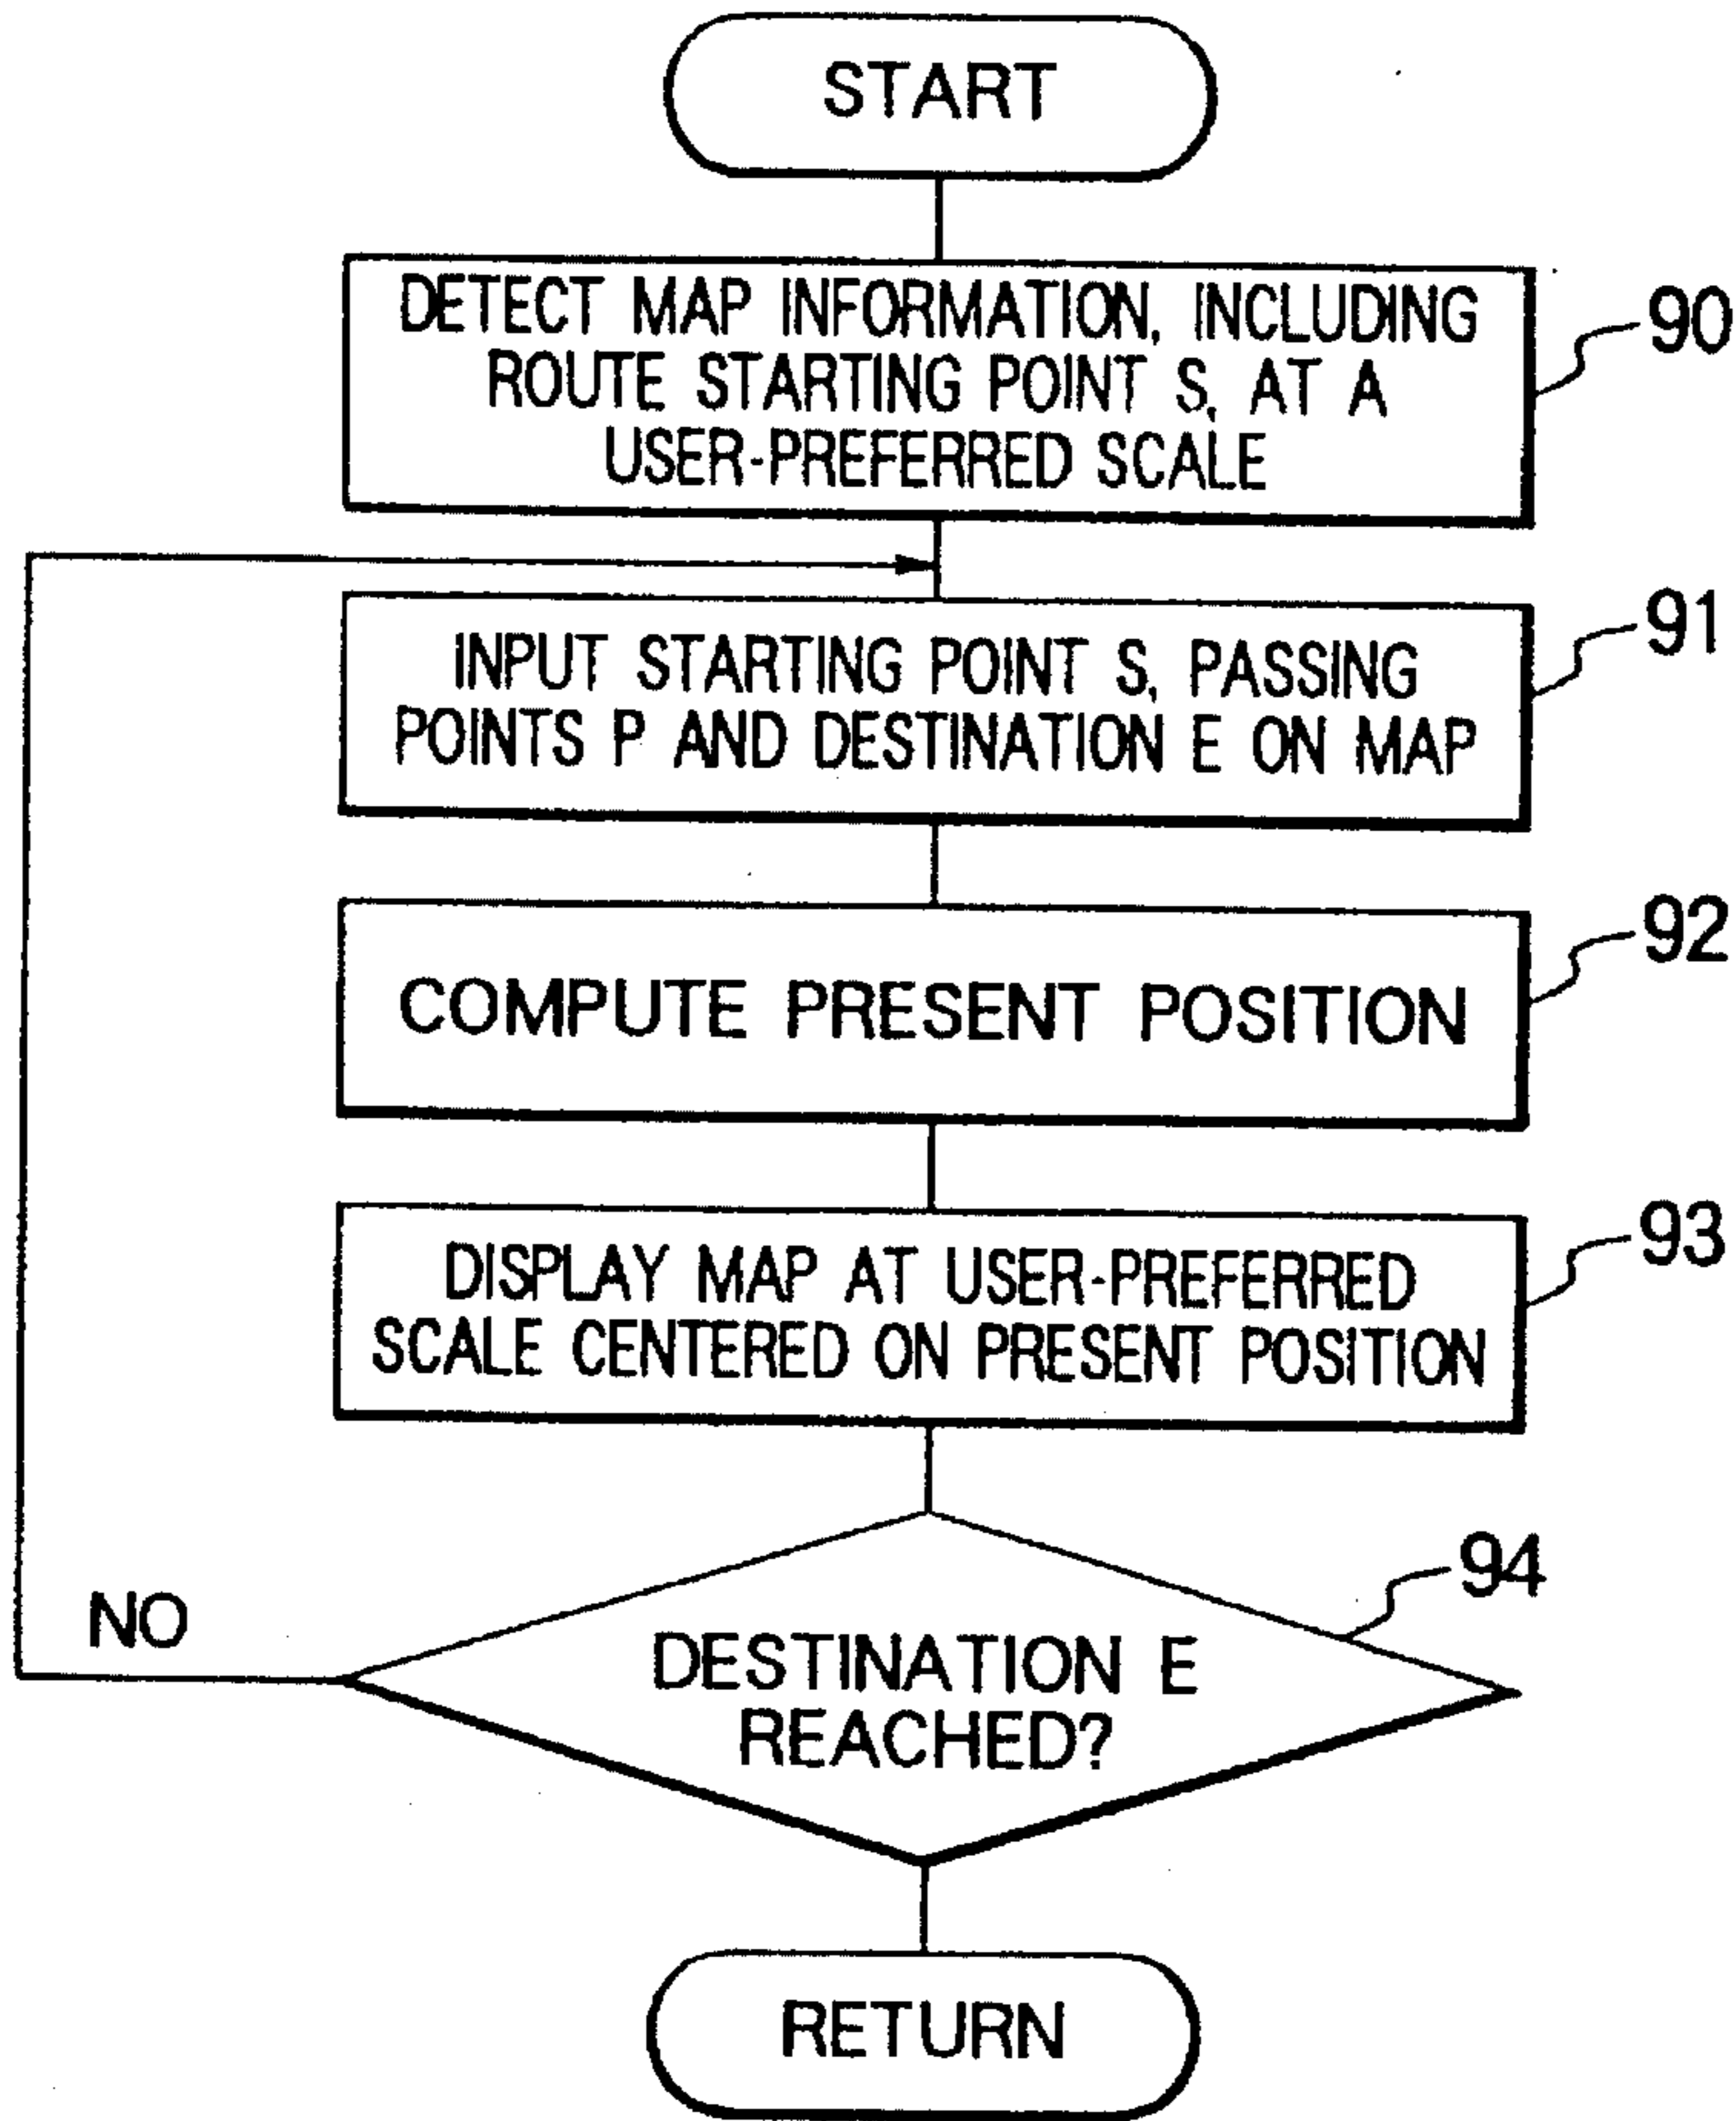 START
DETECT MAP INFORMATION, INCLUDING
ROUTE STARTING POINT S, AT A
USER-PREFERRED SCALE
90
INPUT STARTING POINT S, PASSING
POINTS P AND DESTINATION E ON MAP
91
COMPUTE PRESENT POSITION
92
DISPLAY MAP AT USER-PREFERRED
SCALE CENTERED ON PRESENT POSITION
93
DESTINATION E
REACHED?
94
NO
RETURN